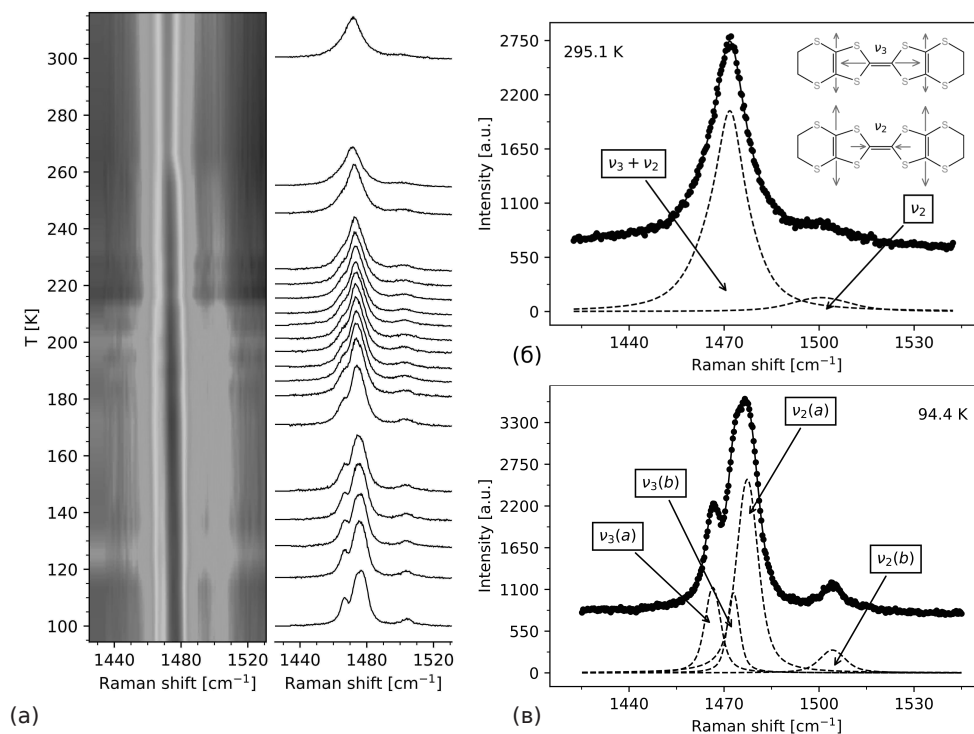 300
280
260
240
220
200
180
160
140
120
100
T [K]
1440 1480 1520
Raman shift [cm⁻¹]
1440 1480 1520
Raman shift [cm⁻¹]
(а)
2750
2200
1650
1100
550
0
Intensity [a.u.]
295.1 K
ν₃
S S S S
S S S S
ν₂
S S S S
S S S S
ν₃ + ν₂
ν₂
1440 1470 1500 1530
Raman shift [cm⁻¹]
(б)
3300
2750
2200
1650
1100
550
0
Intensity [a.u.]
94.4 K
ν₂(a)
ν₃(b)
ν₃(a)
ν₂(b)
1440 1470 1500 1530
Raman shift [cm⁻¹]
(в)